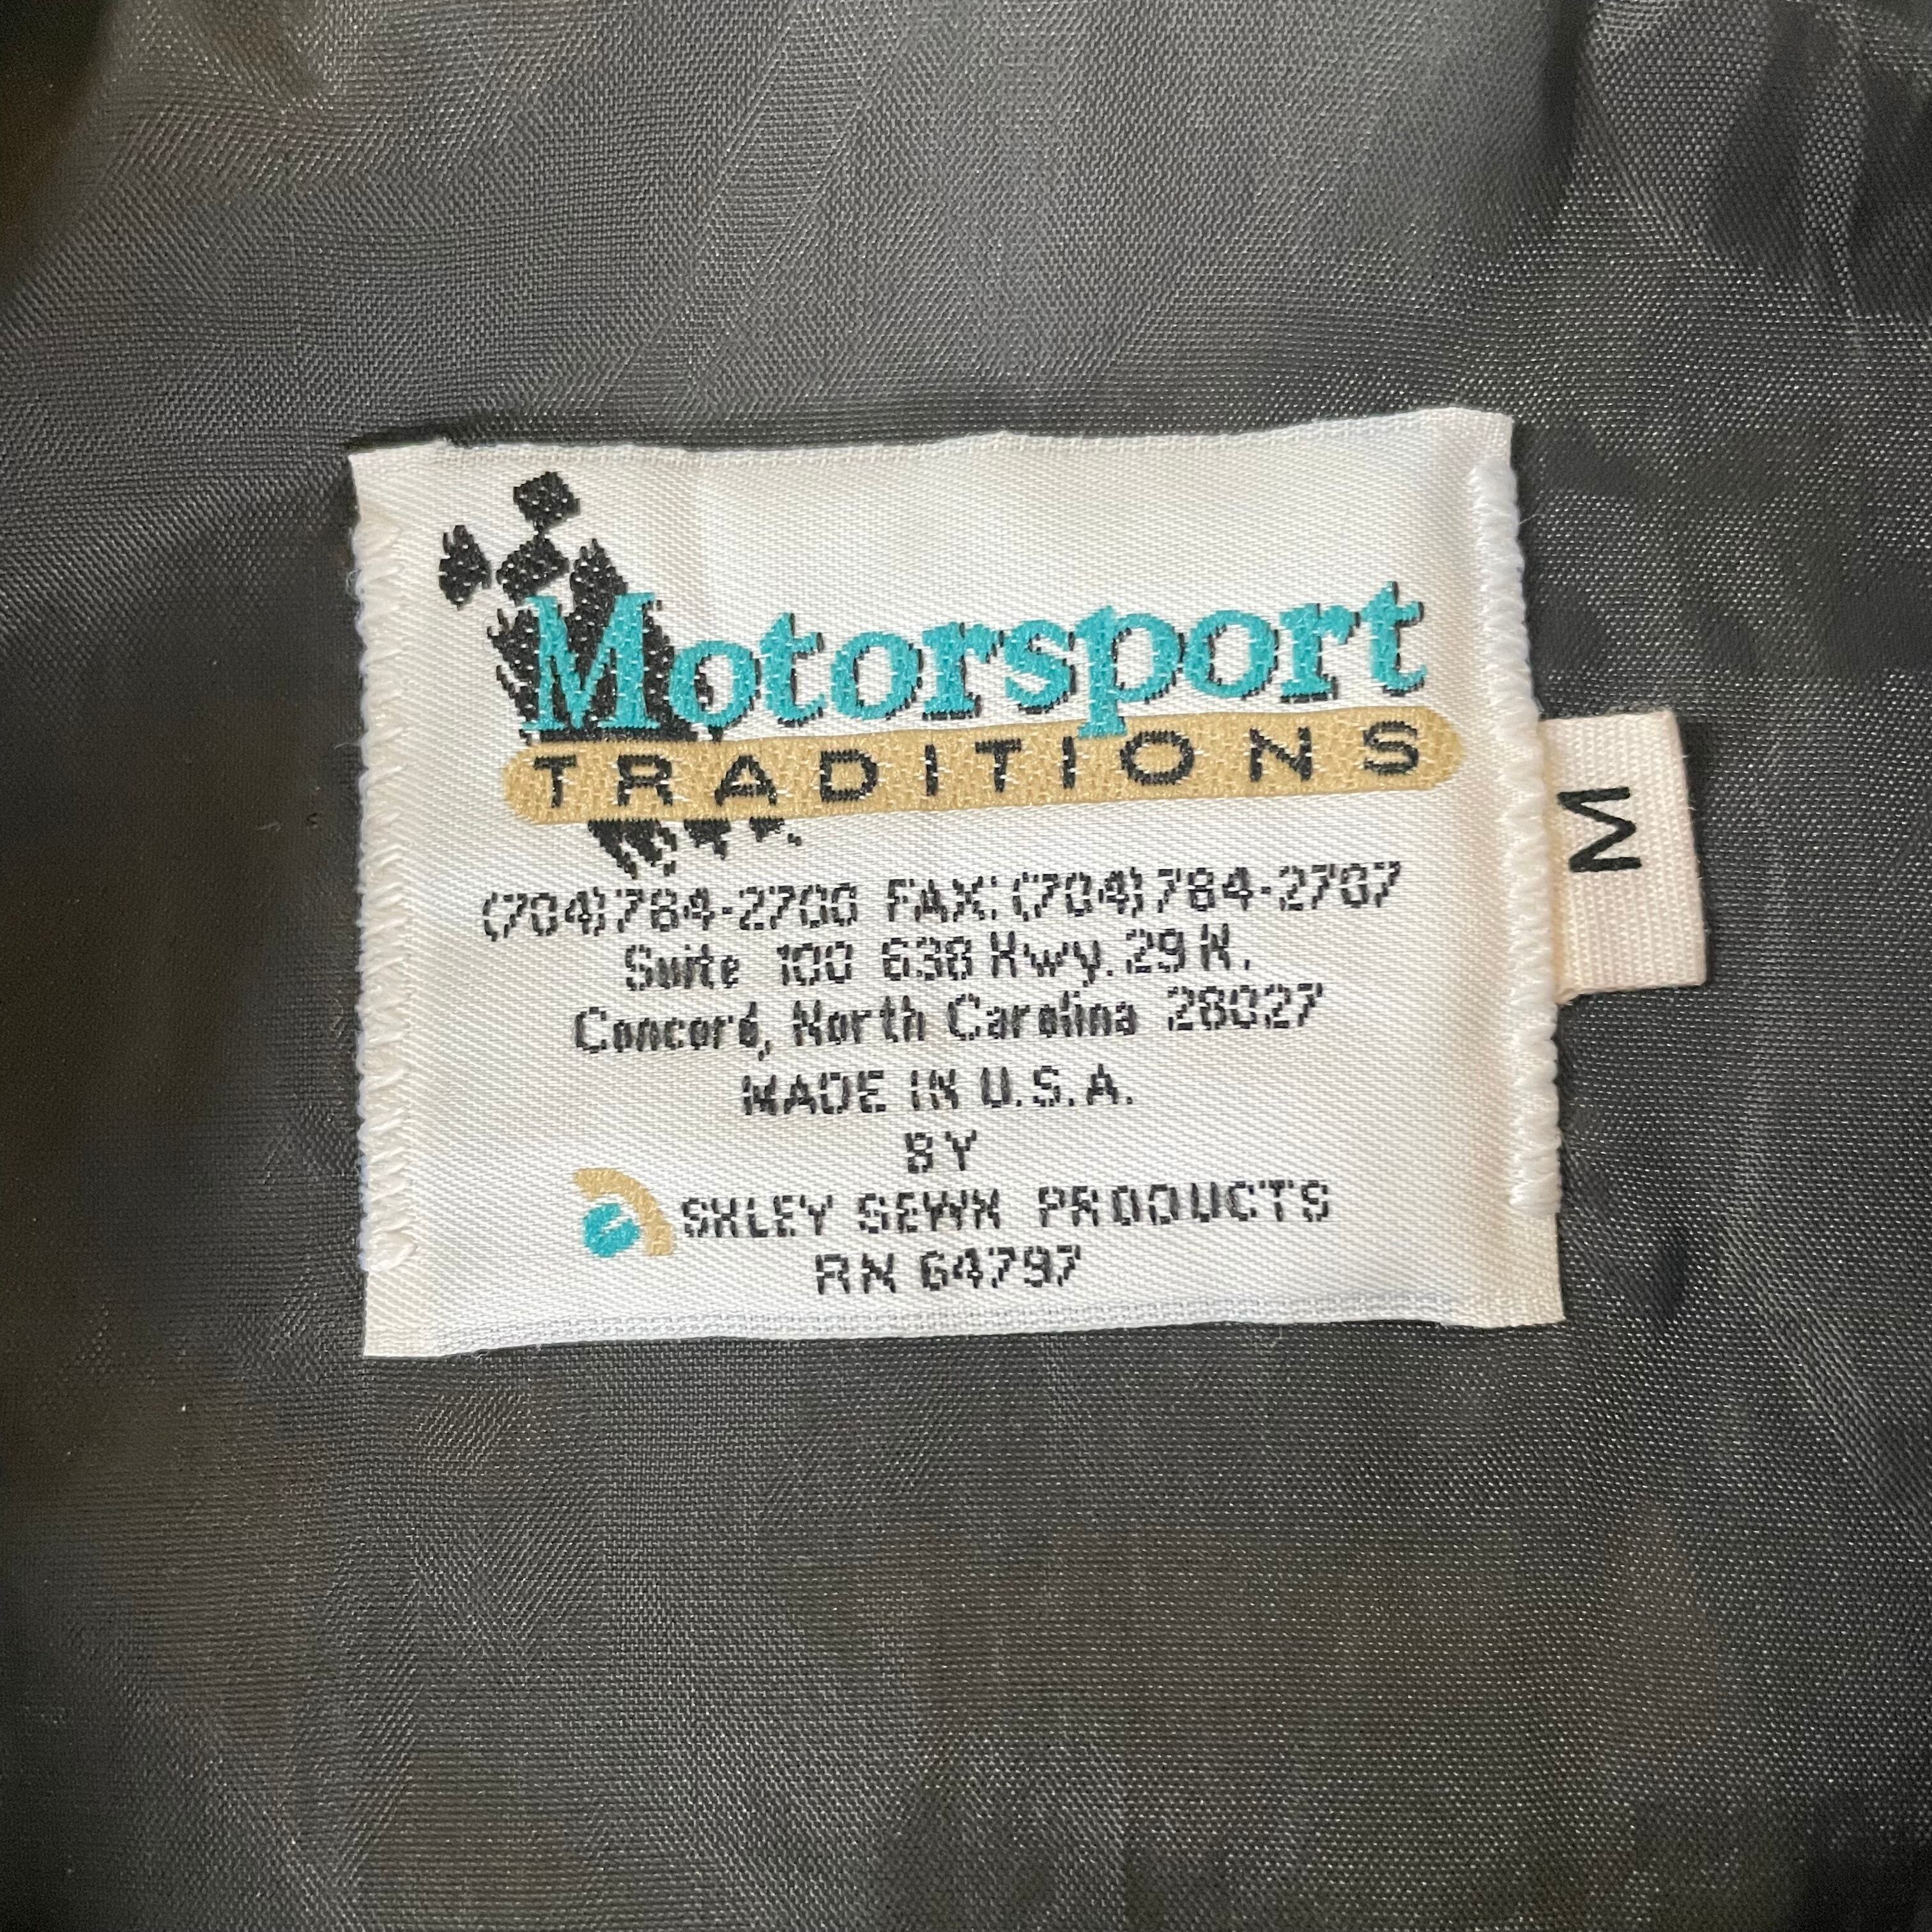 Motorsport
TRADITIONS
M
(704)784-2700 FAX:(704)784-2707
Suite 100 638 Hwy. 29 N.
Concord, North Carolina 28027
MADE IN U.S.A.
BY
SEWN PRODUCTS
RN 64797